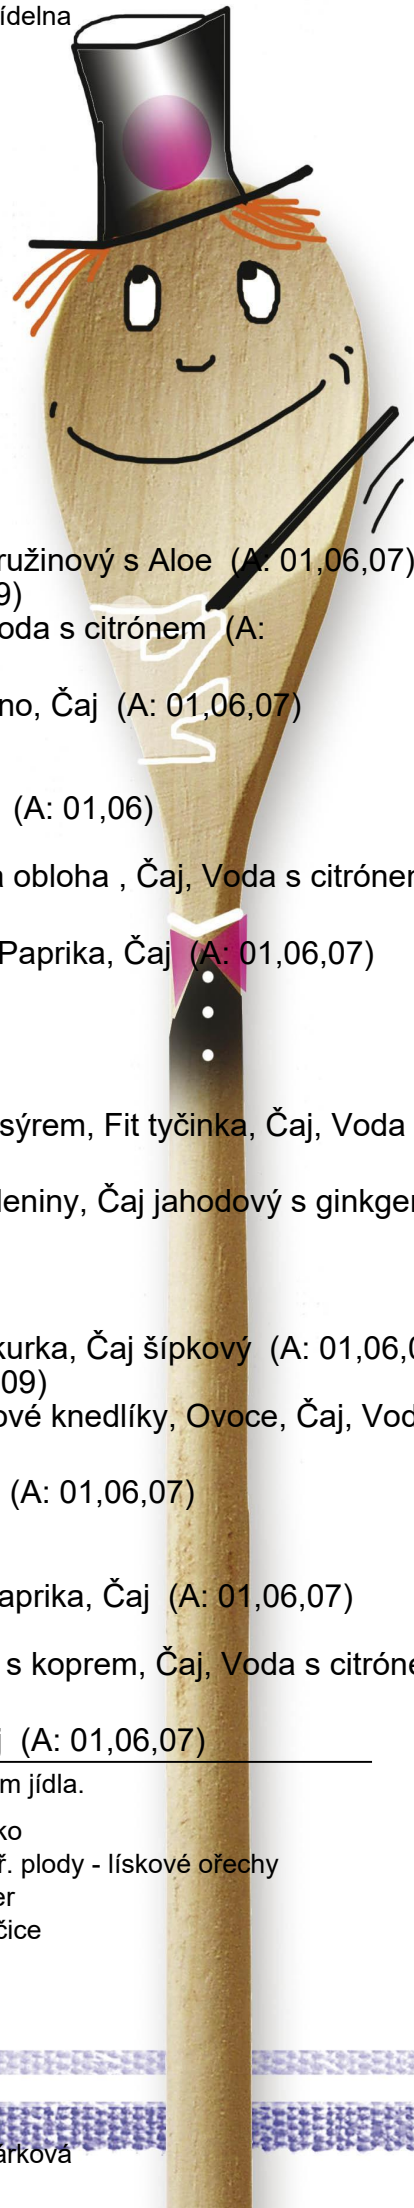 ídelna
ružinový s Aloe (A: 01,06,07)
9)
oda s citrónem (A:
no, Čaj (A: 01,06,07)
(A: 01,06)
a obloha , Čaj, Voda s citróner
Paprika, Čaj (A: 01,06,07)
sýrem, Fit tyčinka, Čaj, Voda
leniny, Čaj jahodový s ginkger
kurka, Čaj šípkový (A: 01,06,0
09)
ové knedlíky, Ovoce, Čaj, Vod
(A: 01,06,07)
aprika, Čaj (A: 01,06,07)
s koprem, Čaj, Voda s citróne
j (A: 01,06,07)
m jídla.
ko
ř. plody - lískové ořechy
er
čice
árková